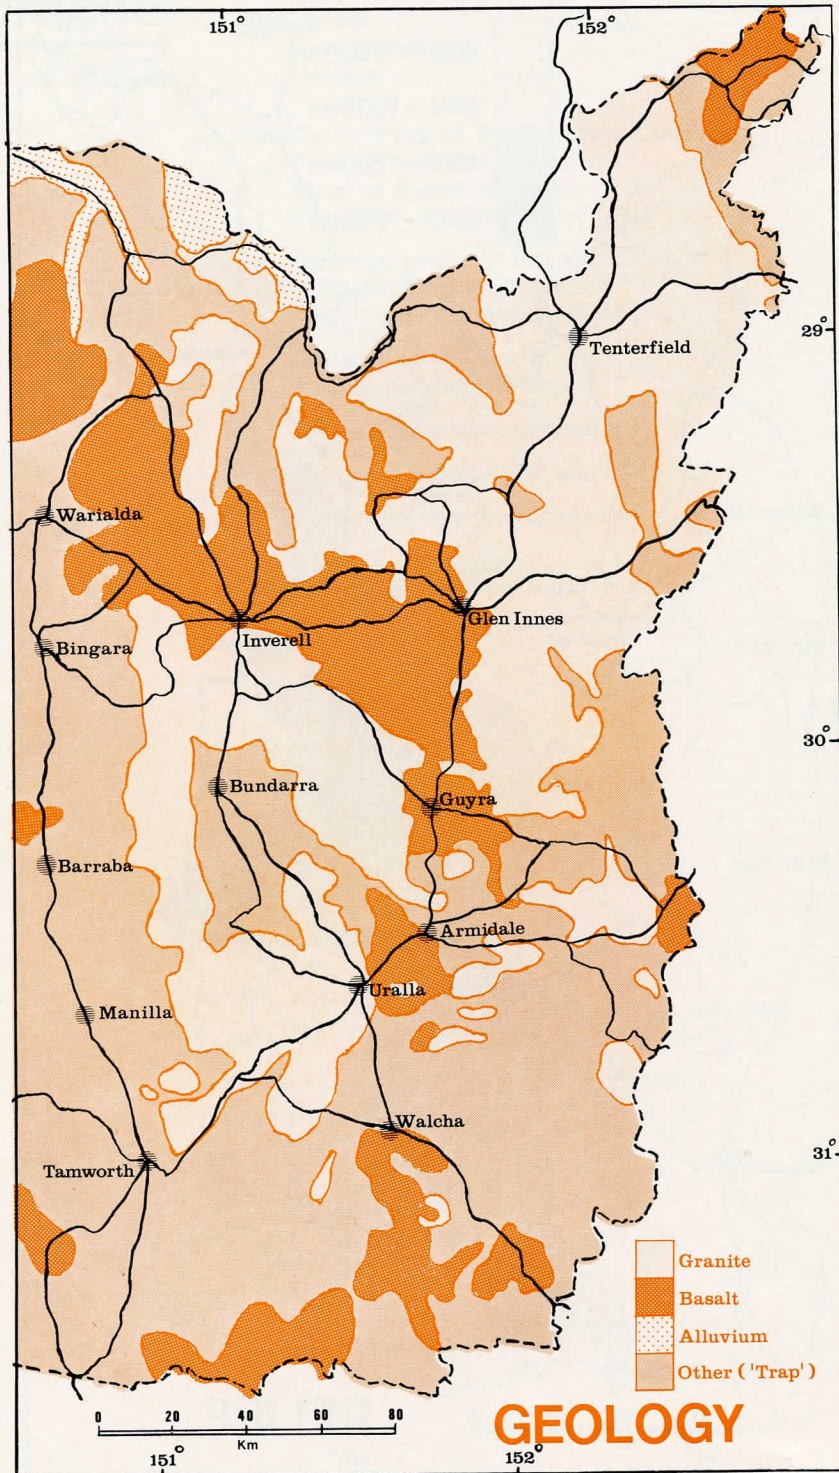 151°
152°
29°
Tenterfield
Warialda
Glen Innes
Inverell
Bingara
30°
Bundarra
Guyra
Barraba
Armidale
Uralla
Manilla
Walcha
31°
Tamworth
Granite
Basalt
Alluvium
Other ('Trap')
0 20 40 60 80
Km
GEOLOGY
151°
152°